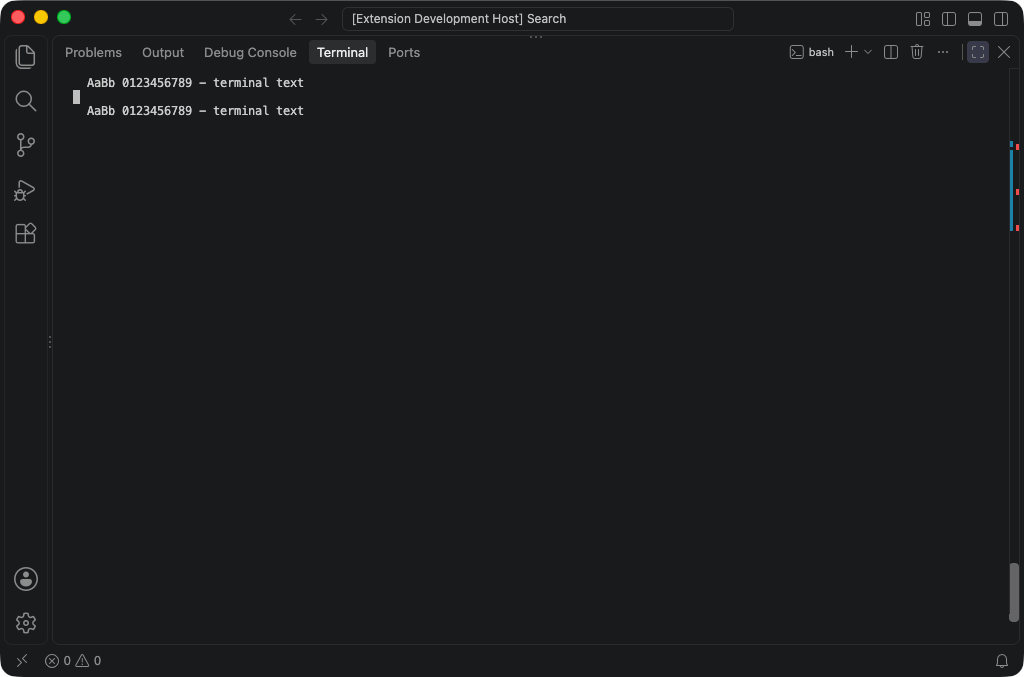 [Extension Development Host] Search
Problems Output Debug Console Terminal Ports
bash
AaBb 0123456789 — terminal text
AaBb 0123456789 — terminal text
0 0